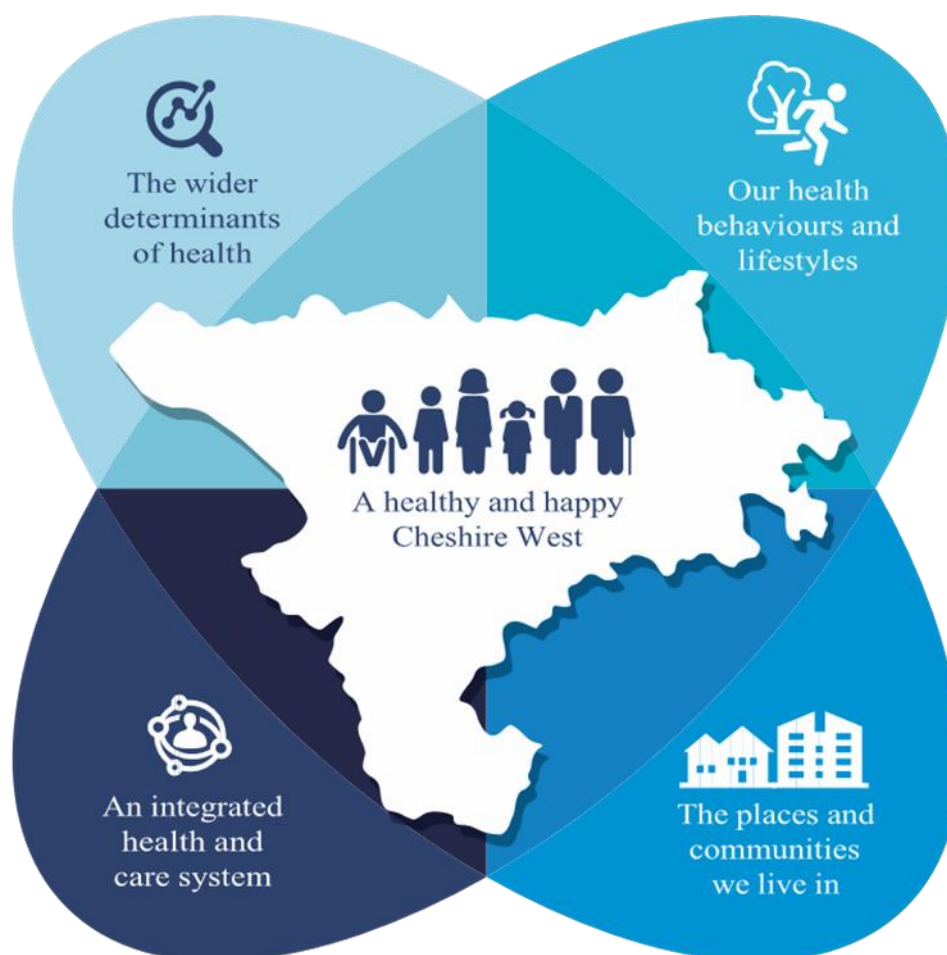 The wider
determinants
of health
Our health
behaviours and
lifestyles
A healthy and happy
Cheshire West
An integrated
health and
care system
The places and
communities
we live in